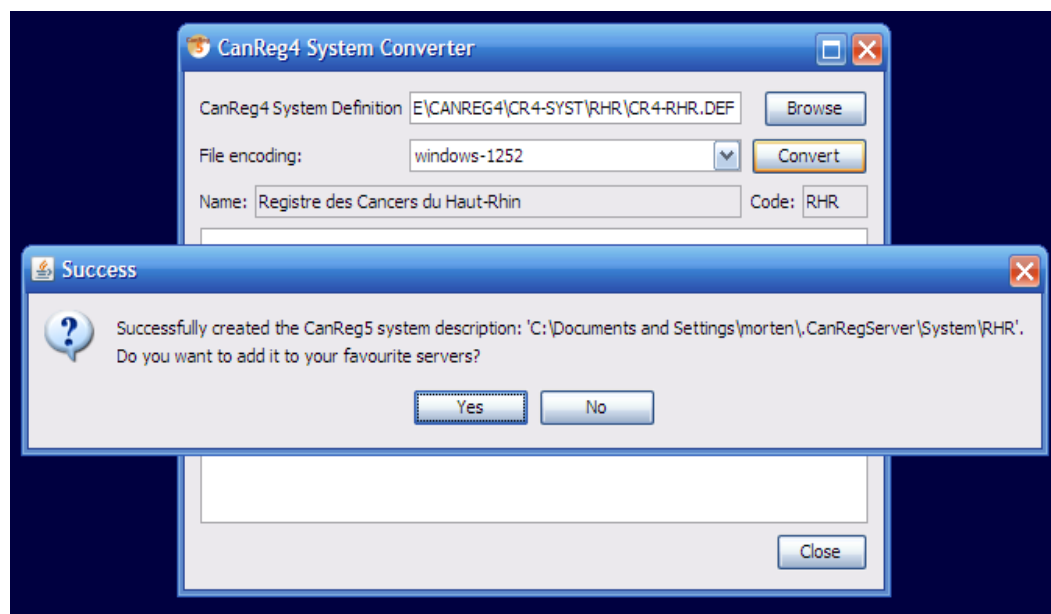 CanReg4 System Converter
CanReg4 System Definition E\CANREG4\CR4-SYST\RHR\CR4-RHR.DEF Browse
File encoding: windows-1252 Convert
Name: Registre des Cancers du Haut-Rhin Code: RHR
Success
Successfully created the CanReg5 system description: 'C:\Documents and Settings\morten\.CanRegServer\System\RHR'.
Do you want to add it to your favourite servers?
Yes No
Close